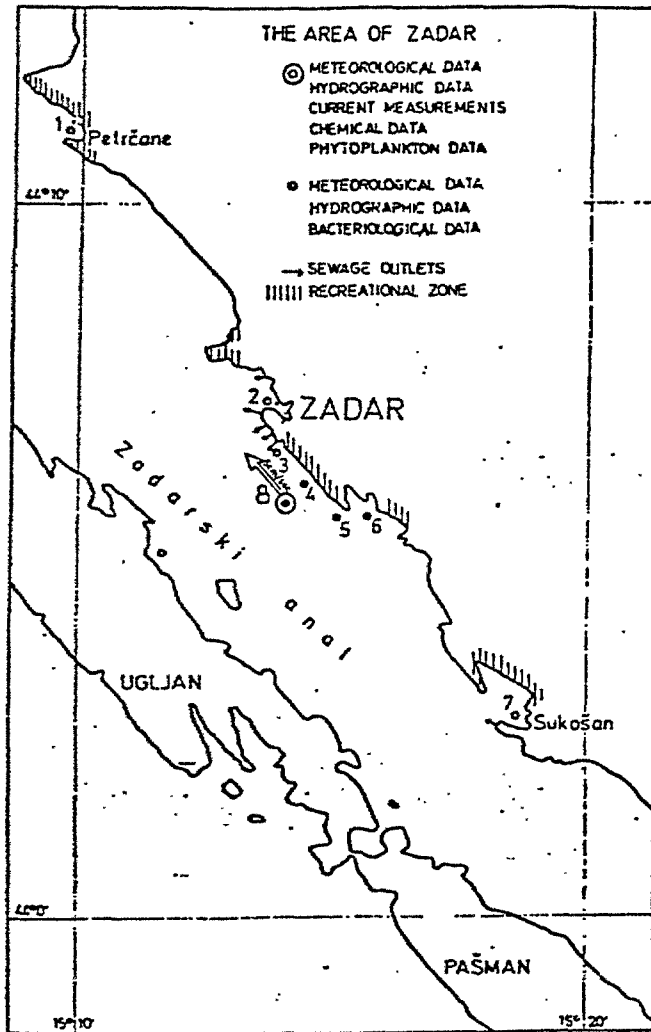 THE AREA OF ZADAR
METEOROLOGICAL DATA
HYDROGRAPHIC DATA
CURRENT MEASUREMENTS
CHEMICAL DATA
PHYTOPLANKTON DATA
METEOROLOGICAL DATA
HYDROGRAPHIC DATA
BACTERIOLOGICAL DATA
SEWAGE OUTLETS
RECREATIONAL ZONE
1
Petrčane
44°10'
2
ZADAR
3
4
8
5
6
Zadarski
anal
UGLJAN
7
Sukošan
PAŠMAN
15°10'
15°20'